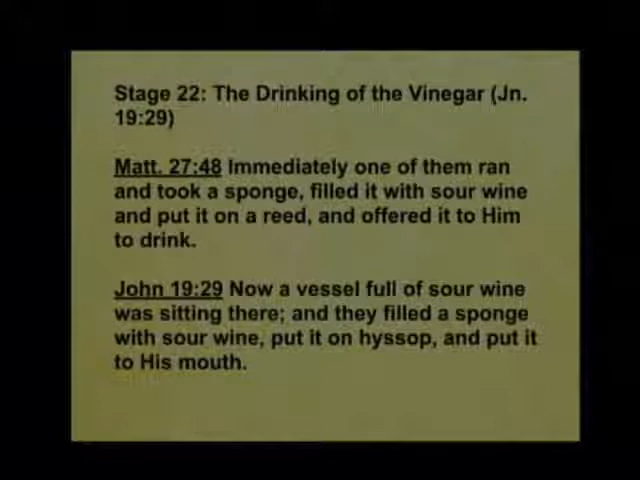 Stage 22: The Drinking of the Vinegar (Jn.
19:29)
Matt. 27:48 Immediately one of them ran
and took a sponge, filled it with sour wine
and put it on a reed, and offered it to Him
to drink.
John 19:29 Now a vessel full of sour wine
was sitting there; and they filled a sponge
with sour wine, put it on hyssop, and put it
to His mouth.